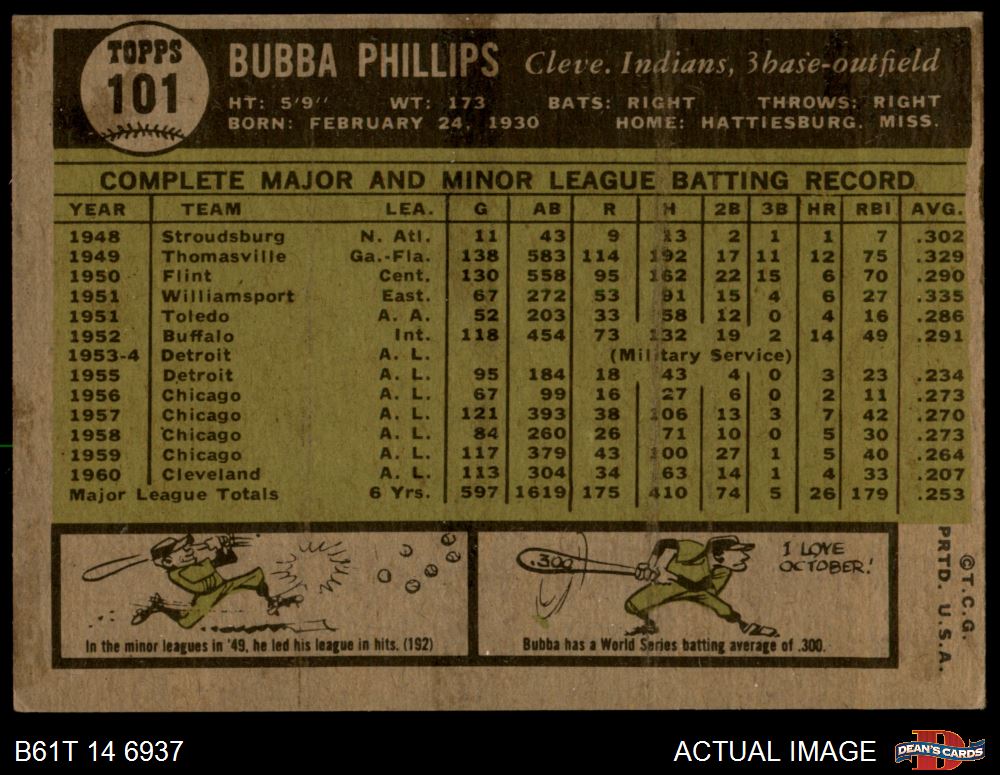 TOPPS
101
BUBBA PHILLIPS Cleve. Indians, 3base-outfield
HT: 5'9" WT: 173 BATS: RIGHT THROWS: RIGHT
BORN: FEBRUARY 24, 1930 HOME: HATTIESBURG, MISS.
COMPLETE MAJOR AND MINOR LEAGUE BATTING RECORD
YEAR TEAM LEA. G AB R H 2B 3B HR RBI AVG.
1948 Stroudsburg N. Atl. 11 43 9 13 2 1 1 7 .302
1949 Thomasville Ga.-Fla. 138 583 114 192 17 11 12 75 .329
1950 Flint Cent. 130 558 95 162 22 15 6 70 .290
1951 Williamsport East. 67 272 53 91 15 4 6 27 .335
1951 Toledo A. A. 52 203 33 58 12 0 4 16 .286
1952 Buffalo Int. 118 454 73 132 19 2 14 49 .291
1953-4 Detroit A. L. (Military Service)
1955 Detroit A. L. 95 184 18 43 4 0 3 23 .234
1956 Chicago A. L. 67 99 16 27 6 0 2 11 .273
1957 Chicago A. L. 121 393 38 106 13 3 7 42 .270
1958 Chicago A. L. 84 260 26 71 10 0 5 30 .273
1959 Chicago A. L. 117 379 43 100 27 1 5 40 .264
1960 Cleveland A. L. 113 304 34 63 14 1 4 33 .207
Major League Totals 6 Yrs. 597 1619 175 410 74 5 26 179 .253
In the minor leagues in '49, he led his league in hits. (192)
.300
I LOVE
OCTOBER!
Bubba has a World Series batting average of .300.
©T.C.G.
PRTD. U.S.A.
B61T 14 6937 ACTUAL IMAGE
D
DEAN'S CARDS